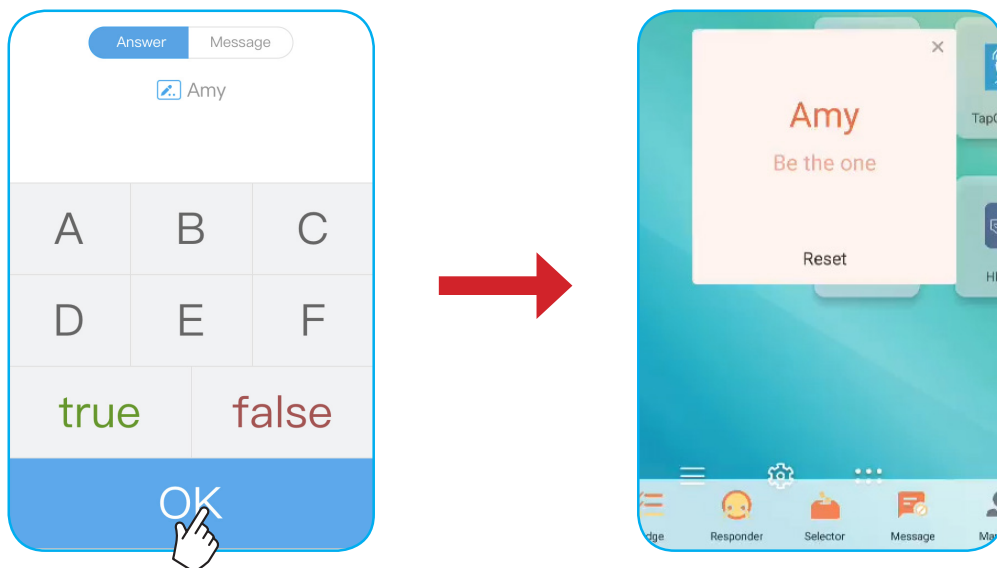 Answer Message
Amy
A B C
D E F
true false
OK
×
Amy
Be the one
Reset
Responder Selector Message